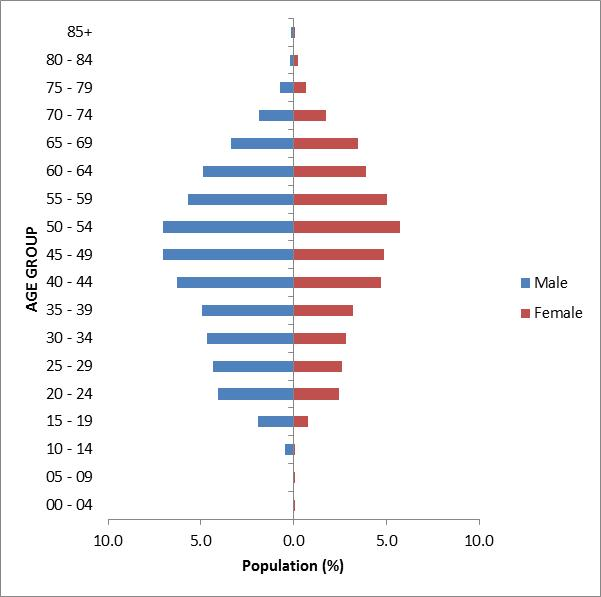 85+
80 - 84
75 - 79
70 - 74
65 - 69
60 - 64
55 - 59
50 - 54
45 - 49
40 - 44
35 - 39
30 - 34
25 - 29
20 - 24
15 - 19
10 - 14
05 - 09
00 - 04
AGE GROUP
10.0 5.0 0.0 5.0 10.0
Population (%)
Male
Female